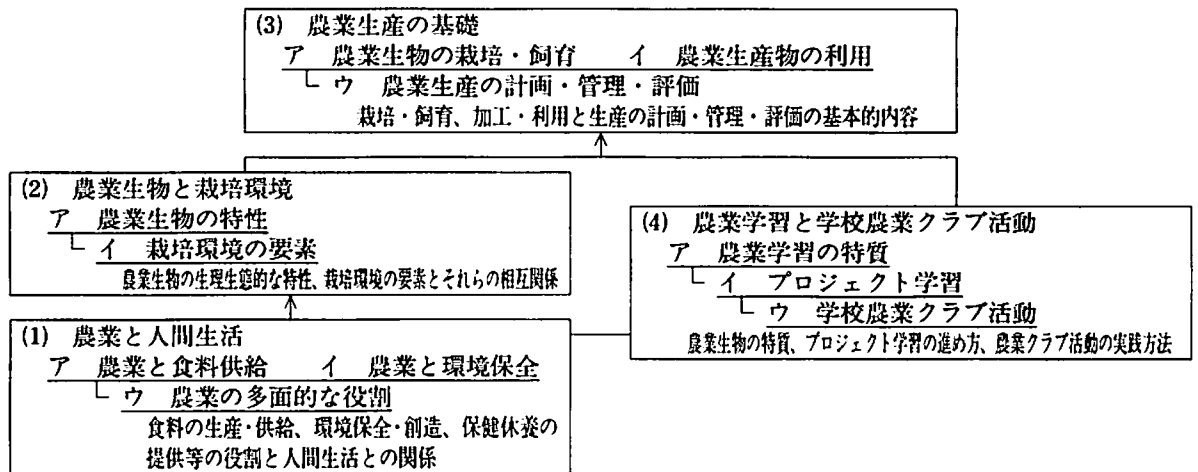 (3) 農業生産の基礎
ア 農業生物の栽培・飼育 イ 農業生産物の利用
ウ 農業生産の計画・管理・評価
栽培・飼育、加工・利用と生産の計画・管理・評価の基本的内容
(2) 農業生物と栽培環境
ア 農業生物の特性
イ 栽培環境の要素
農業生物の生理生態的な特性、栽培環境の要素とそれらの相互関係
(4) 農業学習と学校農業クラブ活動
ア 農業学習の特質
イ プロジェクト学習
ウ 学校農業クラブ活動
農業生物の特質、プロジェクト学習の進め方、農業クラブ活動の実践方法
(1) 農業と人間生活
ア 農業と食料供給 イ 農業と環境保全
ウ 農業の多面的な役割
食料の生産・供給、環境保全・創造、保健休養の
提供等の役割と人間生活との関係